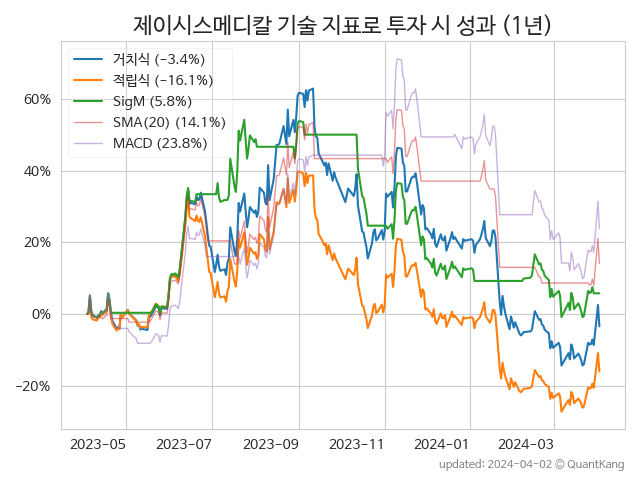 제이시스메디칼 기술 지표로 투자 시 성과 (1년)
거치식 (−3.4%)
적립식 (−16.1%)
SigM (5.8%)
SMA(20) (14.1%)
MACD (23.8%)
60%
40%
20%
0%
−20%
2023-05 2023-07 2023-09 2023-11 2024-01 2024-03
updated: 2024-04-02 © QuantKang